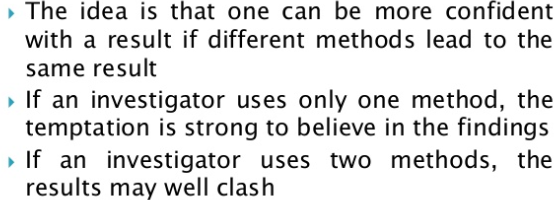 The idea is that one can be more confident
with a result if different methods lead to the
same result
If an investigator uses only one method, the
temptation is strong to believe in the findings
If an investigator uses two methods, the
results may well clash